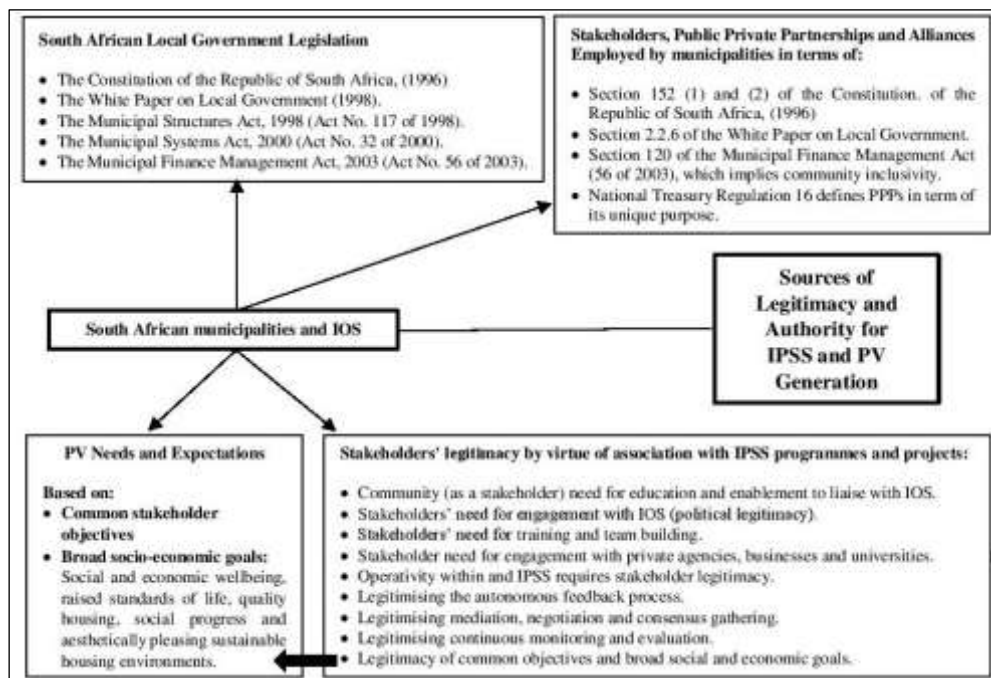 South African Local Government Legislation
• The Constitution of the Republic of South Africa, (1996)
• The White Paper on Local Government (1998).
• The Municipal Structures Act, 1998 (Act No. 117 of 1998).
• The Municipal Systems Act, 2000 (Act No. 32 of 2000).
• The Municipal Finance Management Act, 2003 (Act No. 56 of 2003).
Stakeholders, Public Private Partnerships and Alliances
Employed by municipalities in terms of:
• Section 152 (1) and (2) of the Constitution. of the
Republic of South Africa, (1996)
• Section 2.2.6 of the White Paper on Local Government.
• Section 120 of the Municipal Finance Management Act
(56 of 2003), which implies community inclusivity.
• National Treasury Regulation 16 defines PPPs in term of
its unique purpose.
South African municipalities and IOS
Sources of
Legitimacy and
Authority for
IPSS and PV
Generation
PV Needs and Expectations
Based on:
• Common stakeholder
objectives
• Broad socio-economic goals:
Social and economic wellbeing,
raised standards of life, quality
housing, social progress and
aesthetically pleasing sustainable
housing environments.
Stakeholders' legitimacy by virtue of association with IPSS programmes and projects:
• Community (as a stakeholder) need for education and enablement to liaise with IOS.
• Stakeholders' need for engagement with IOS (political legitimacy).
• Stakeholders' need for training and team building.
• Stakeholder need for engagement with private agencies, businesses and universities.
• Operativity within and IPSS requires stakeholder legitimacy.
• Legitimising the autonomous feedback process.
• Legitimising mediation, negotiation and consensus gathering.
• Legitimising continuous monitoring and evaluation.
• Legitimacy of common objectives and broad social and economic goals.